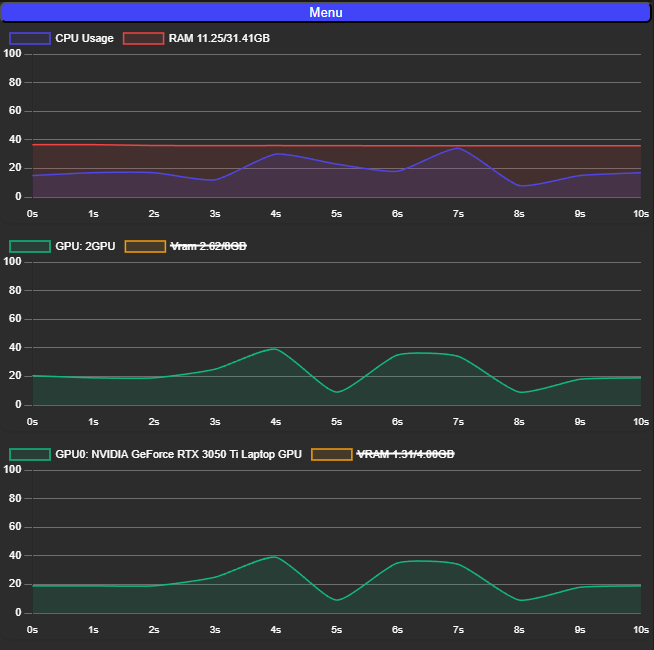 Menu
CPU Usage RAM 11.25/31.41GB
100
80
60
40
20
0
0s 1s 2s 3s 4s 5s 6s 7s 8s 9s 10s
GPU: 2GPU Vram 2.62/8GB
100
80
60
40
20
0
0s 1s 2s 3s 4s 5s 6s 7s 8s 9s 10s
GPU0: NVIDIA GeForce RTX 3050 Ti Laptop GPU VRAM 1.31/4.00GB
100
80
60
40
20
0
0s 1s 2s 3s 4s 5s 6s 7s 8s 9s 10s